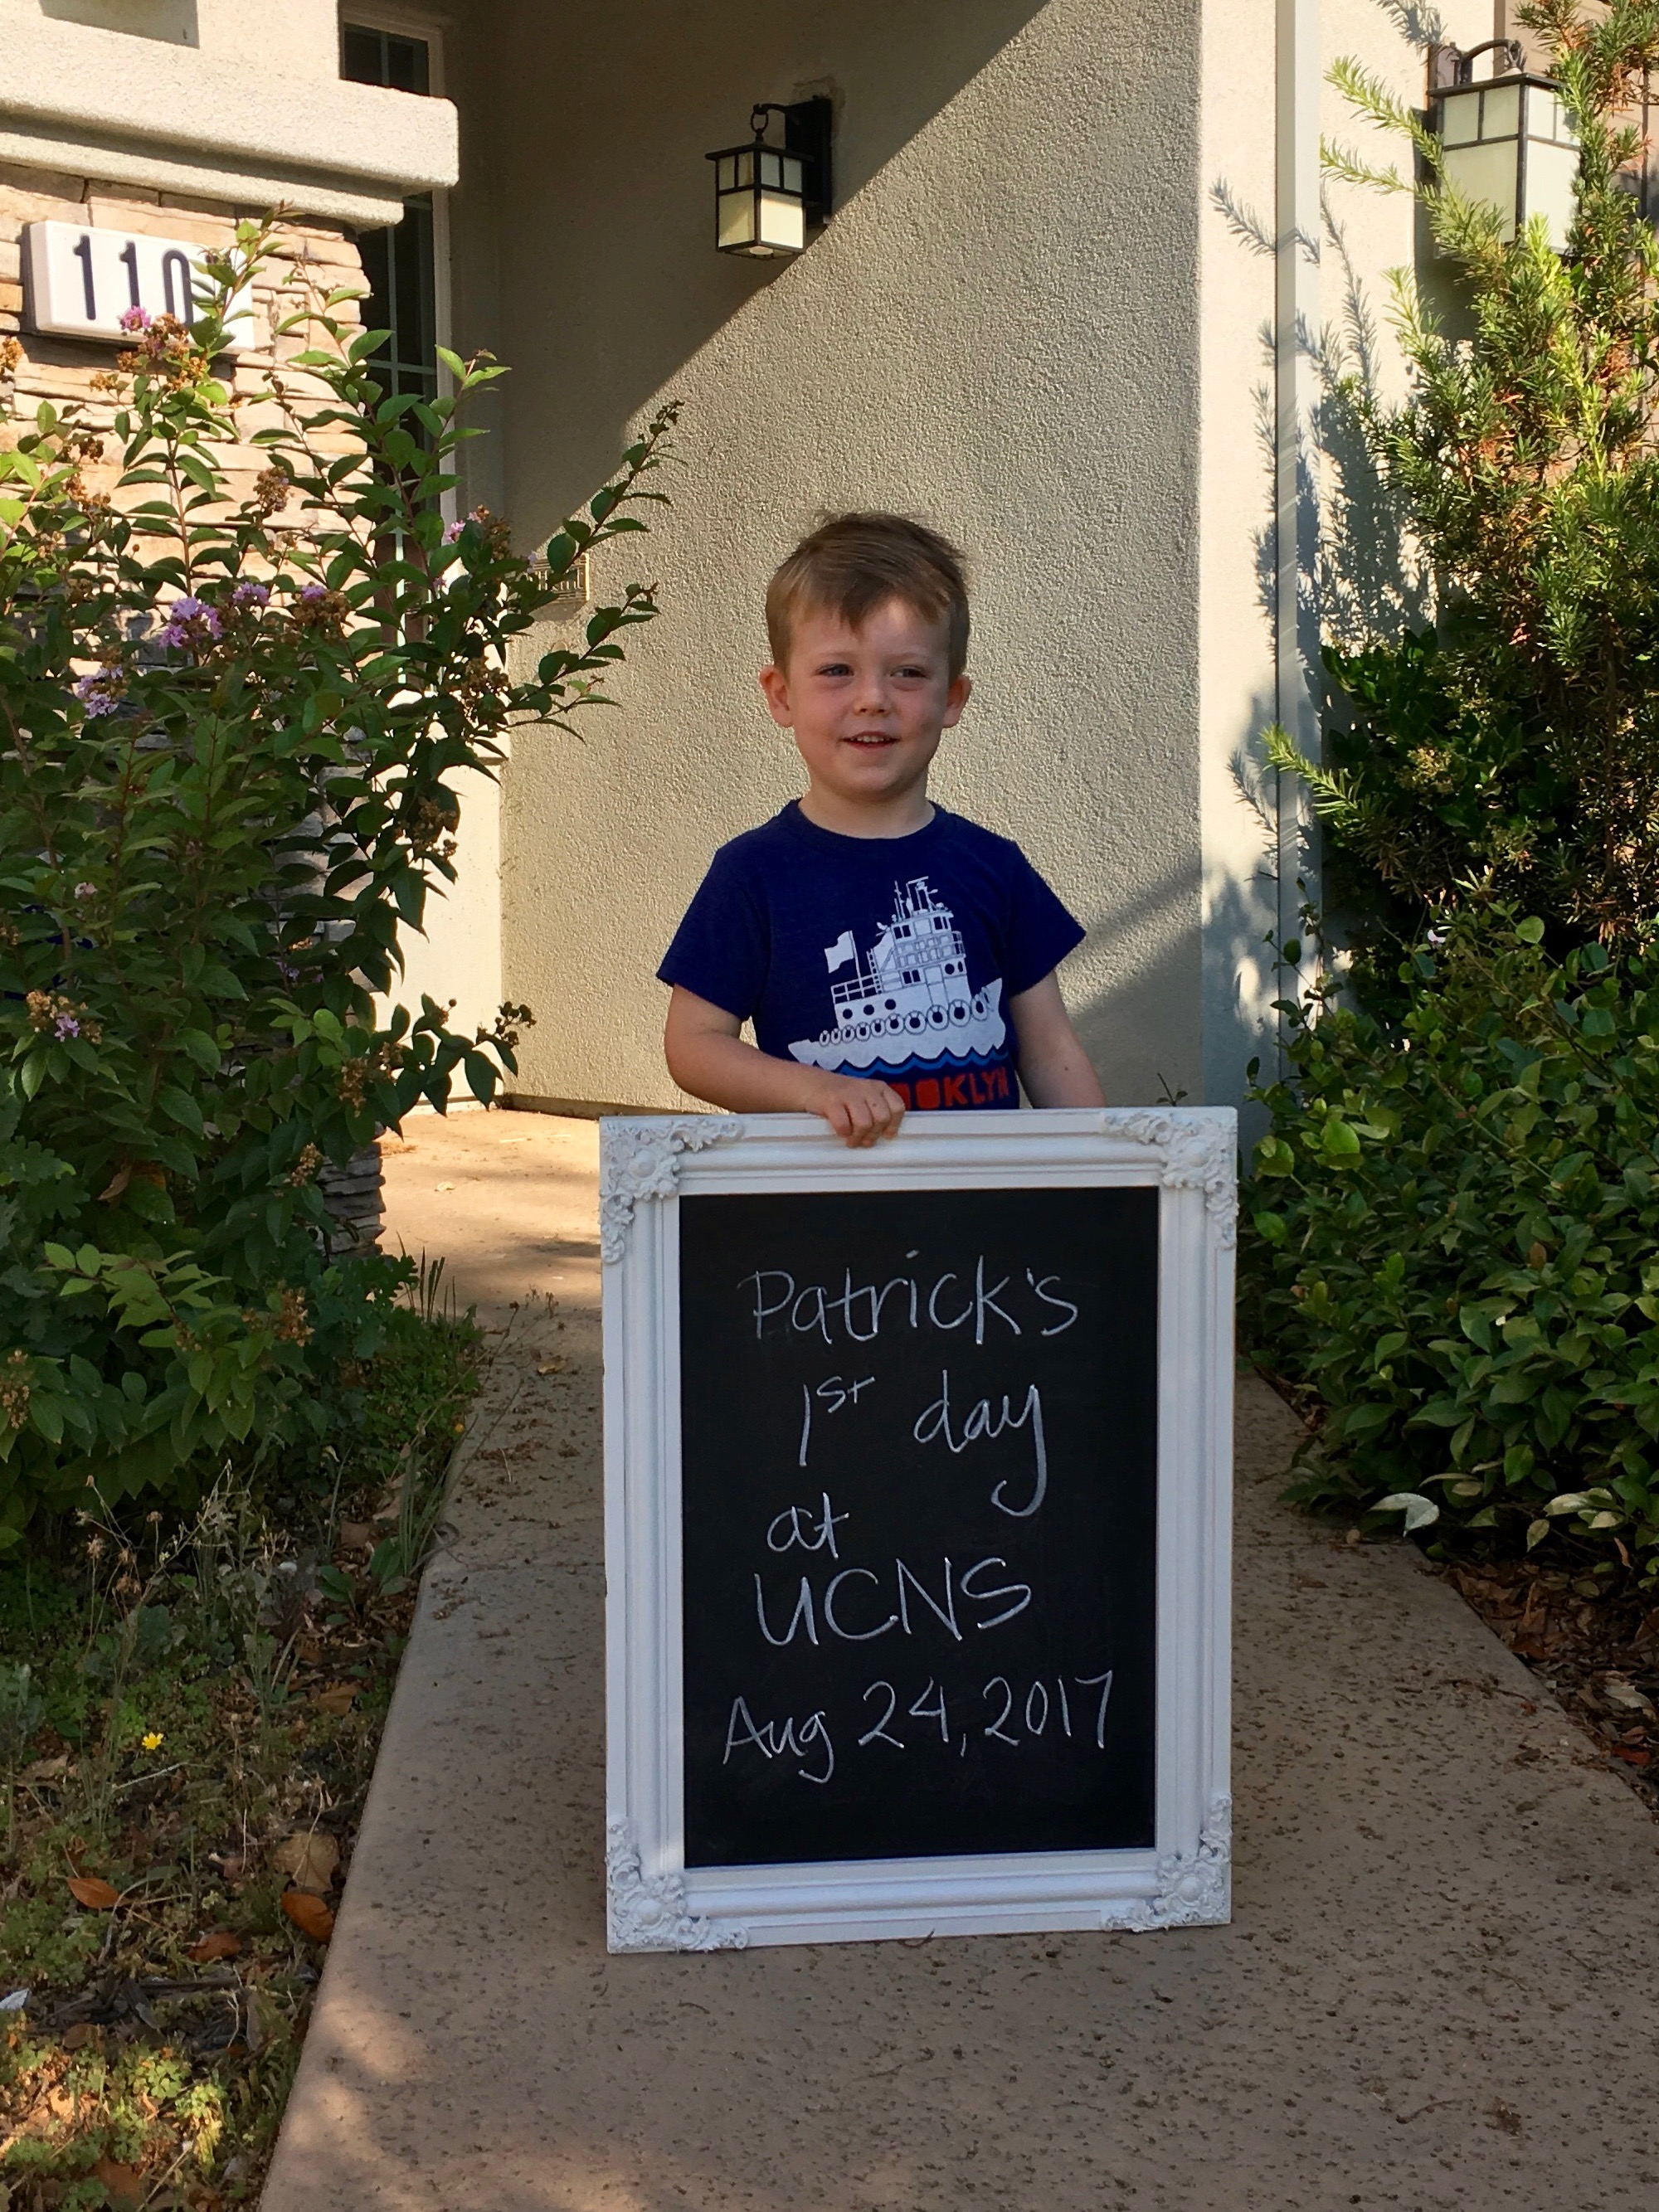 110
Patrick's
1st day
at
UCNS
Aug 24, 2017